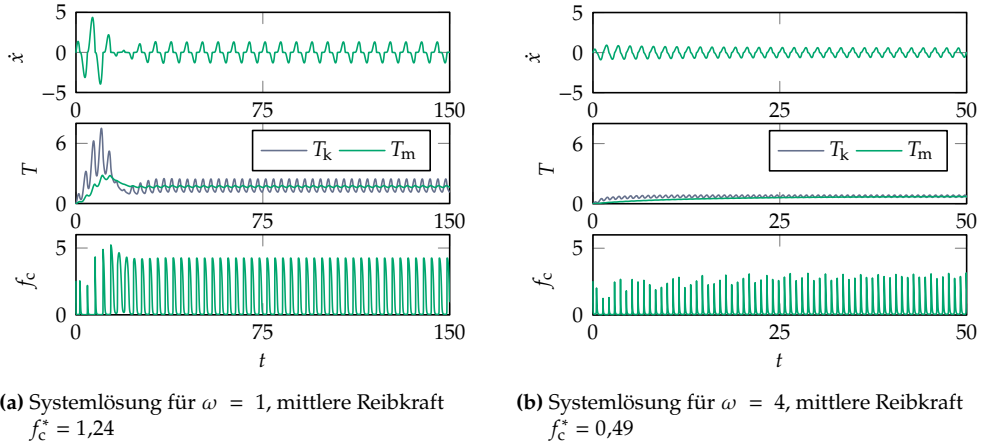 5
0
−5
ẋ
0
75
150
6
0
T
T_k
T_m
0
75
150
5
0
f_c
0
75
150
t
(a) Systemlösung für ω = 1, mittlere Reibkraft
f_c^* = 1,24
5
0
−5
ẋ
0
25
50
6
0
T
T_k
T_m
0
25
50
5
0
f_c
0
25
50
t
(b) Systemlösung für ω = 4, mittlere Reibkraft
f_c^* = 0,49